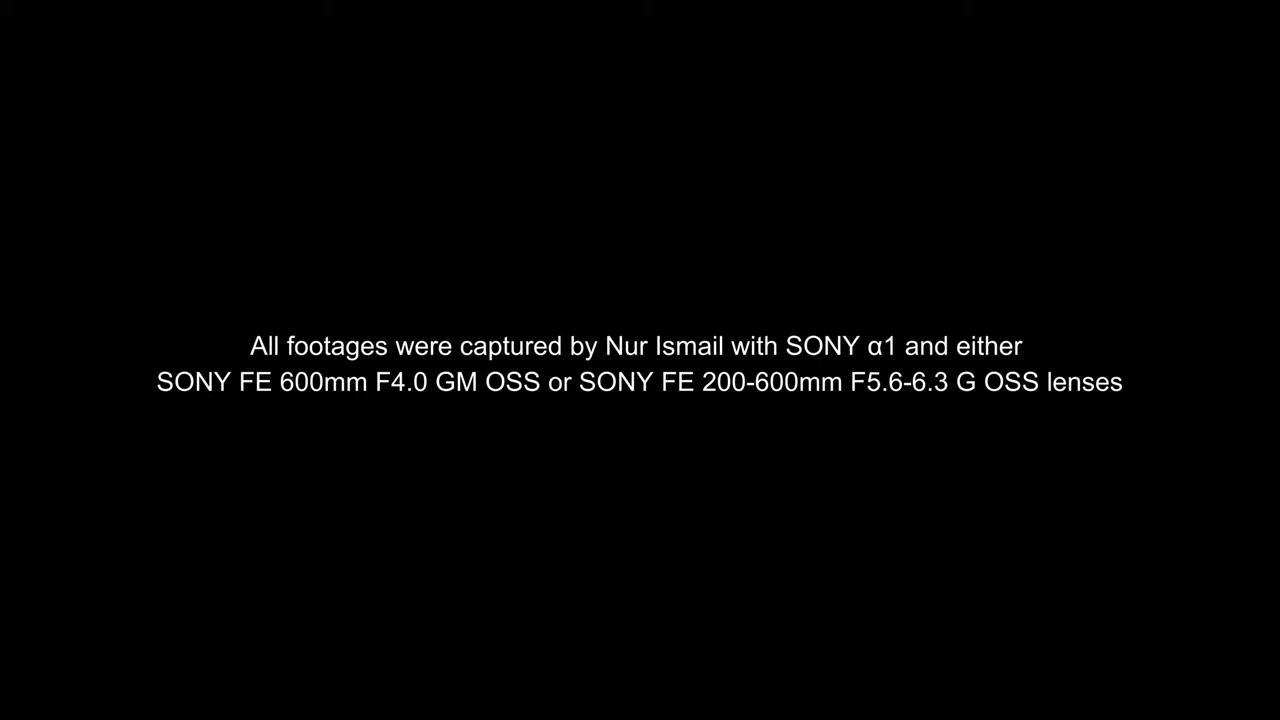 All footages were captured by Nur Ismail with SONY α1 and either
SONY FE 600mm F4.0 GM OSS or SONY FE 200-600mm F5.6-6.3 G OSS lenses